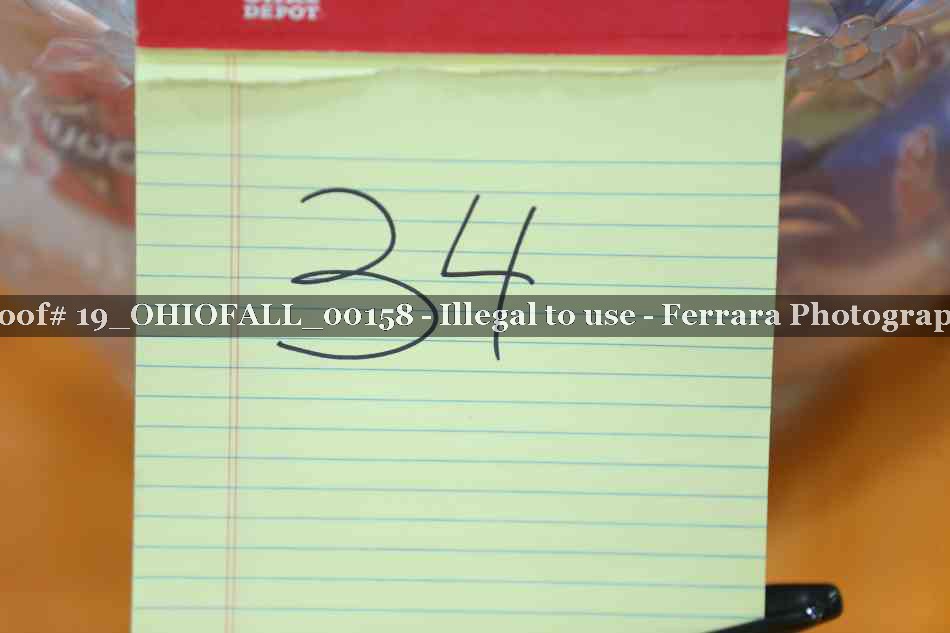 DEPOT
34
oof# 19_OHIOFALL_00158 - Illegal to use - Ferrara Photograp